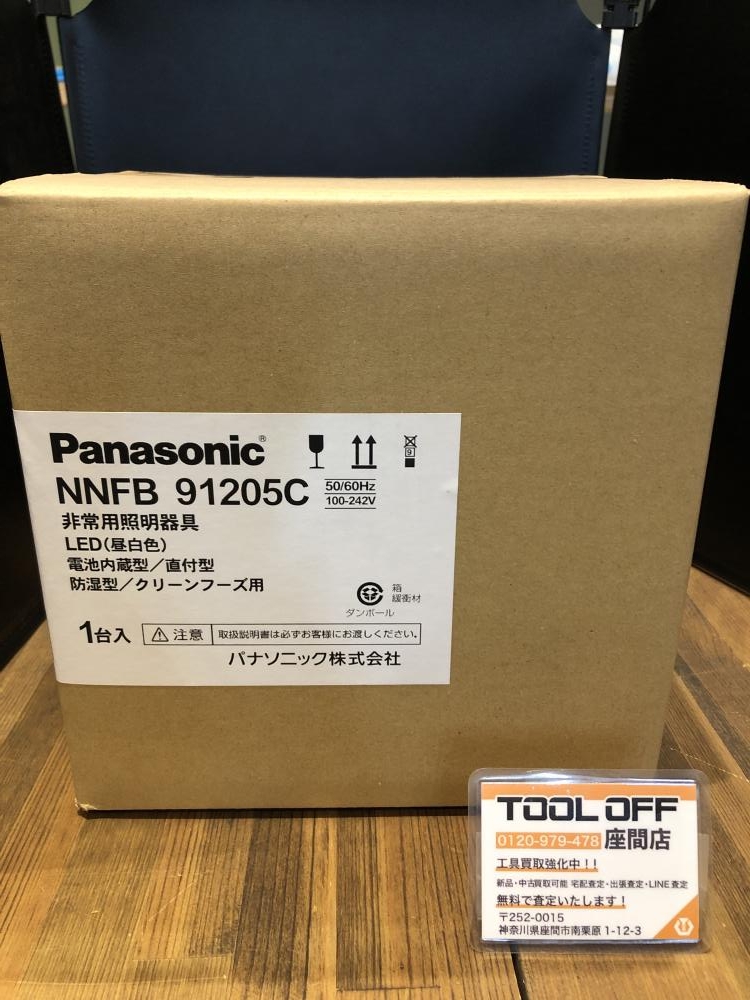 Panasonic®
NNFB 91205C 50/60Hz
100-242V
非常用照明器具
LED(昼白色)
電池内蔵型/直付型
防湿型/クリーンフーズ用
9
箱
緩衝材
ダンボール
1台入 注意 取扱説明書は必ずお客様にお渡しください。
パナソニック株式会社
TOOL OFF
0120-979-478 座間店
工具買取強化中!!
新品・中古買取可能 宅配査定・出張査定・LINE査定
無料で査定いたします!
〒252-0015
神奈川県座間市南栗原 1-12-3